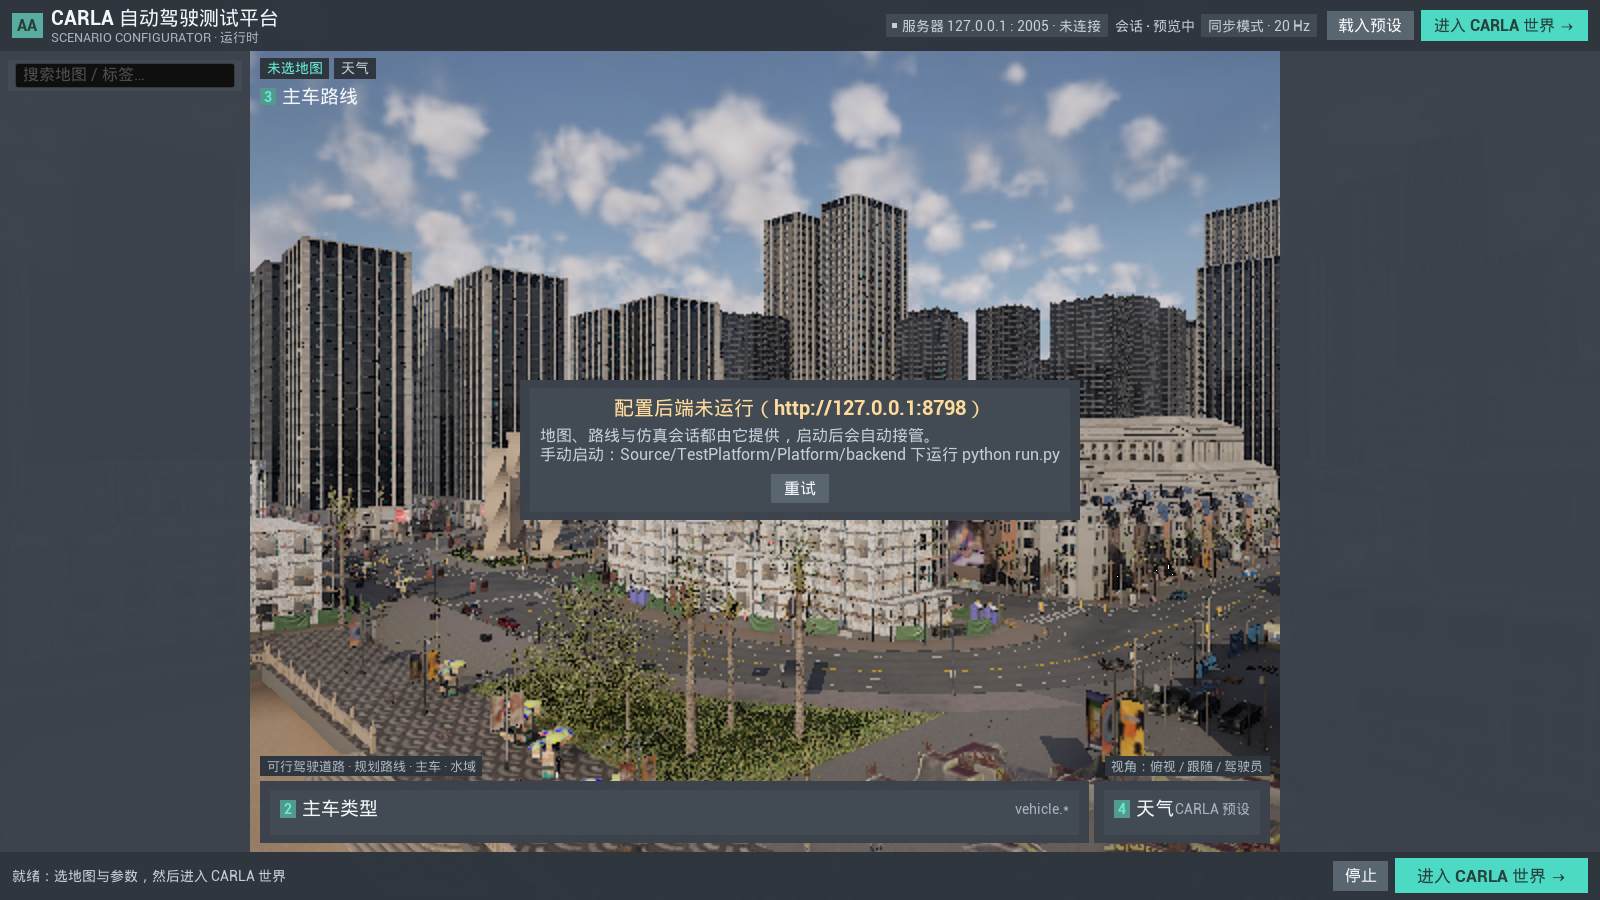 AA
CARLA 自动驾驶测试平台
SCENARIO CONFIGURATOR · 运行时
服务器 127.0.0.1 : 2005 · 未连接
会话 · 预览中
同步模式 · 20 Hz
载入预设
进入 CARLA 世界 →
搜索地图 / 标签...
未选地图
天气
3 主车路线
配置后端未运行（http://127.0.0.1:8798）
地图、路线与仿真会话都由它提供，启动后会自动接管。
手动启动：Source/TestPlatform/Platform/backend 下运行 python run.py
重试
可行驾驶道路 · 规划路线 · 主车 · 水域
视角：俯视 / 跟随 / 驾驶员
2 主车类型
vehicle.*
4 天气
CARLA 预设
就绪：选地图与参数，然后进入 CARLA 世界
停止
进入 CARLA 世界 →